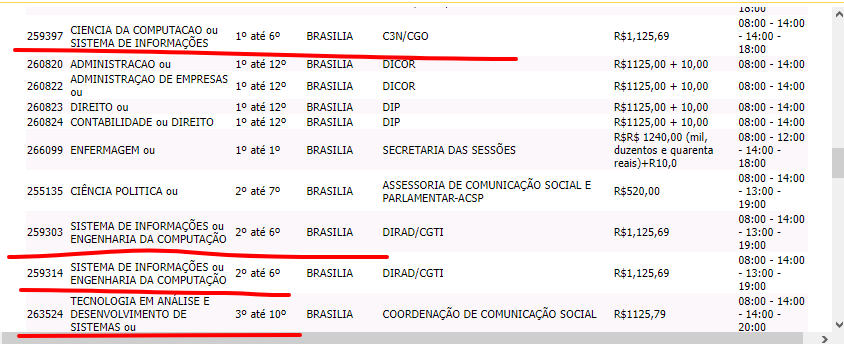 18:00
259397 CIENCIA DA COMPUTACAO ou SISTEMA DE INFORMAÇÕES 1º até 6º BRASILIA C3N/CGO R$1,125,69 08:00 - 14:00 - 14:00 - 18:00
260820 ADMINISTRACAO ou 1º até 12º BRASILIA DICOR R$1125,00 + 10,00 08:00 - 14:00
260822 ADMINISTRAÇAO DE EMPRESAS ou 1º até 12º BRASILIA DICOR R$1125,00 + 10,00 08:00 - 14:00
260823 DIREITO ou 1º até 12º BRASILIA DIP R$1125,00 + 10,00 08:00 - 14:00
260824 CONTABILIDADE ou DIREITO 1º até 12º BRASILIA DIP R$1125,00 + 10,00 08:00 - 14:00
266099 ENFERMAGEM ou 1º até 1º BRASILIA SECRETARIA DAS SESSÕES R$R$ 1240,00 (mil, duzentos e quarenta reais)+R10,0 08:00 - 12:00 - 14:00 - 18:00
255135 CIÊNCIA POLITICA ou 2º até 7º BRASILIA ASSESSORIA DE COMUNICAÇÃO SOCIAL E PARLAMENTAR-ACSP R$520,00 08:00 - 14:00 - 13:00 - 19:00
259303 SISTEMA DE INFORMAÇÕES ou ENGENHARIA DA COMPUTAÇÃO 2º até 6º BRASILIA DIRAD/CGTI R$1,125,69 08:00 - 14:00 - 13:00 - 19:00
259314 SISTEMA DE INFORMAÇÕES ou ENGENHARIA DA COMPUTAÇÃO 2º até 6º BRASILIA DIRAD/CGTI R$1,125,69 08:00 - 14:00 - 13:00 - 19:00
263524 TECNOLOGIA EM ANÁLISE E DESENVOLVIMENTO DE SISTEMAS ou 3º até 10º BRASILIA COORDENAÇÃO DE COMUNICAÇÃO SOCIAL R$1125,79 08:00 - 14:00 - 14:00 - 20:00